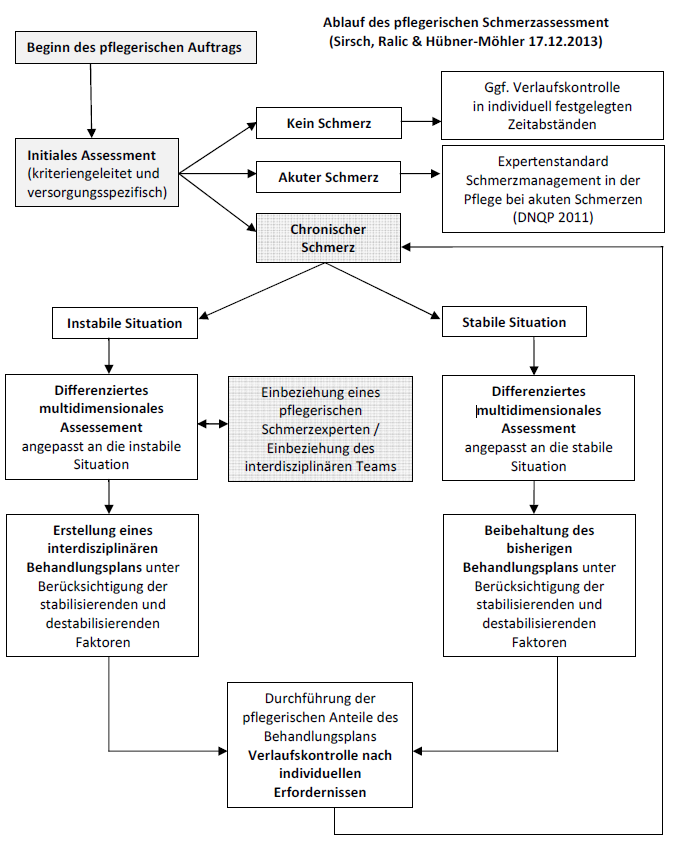 Ablauf des pflegerischen Schmerzassessment
(Sirsch, Ralic & Hübner-Möhler 17.12.2013)
Beginn des pflegerischen Auftrags
Initiales Assessment
(kriteriengeleitet und
versorgungsspezifisch)
Kein Schmerz
Ggf. Verlaufskontrolle
in individuell festgelegten
Zeitabständen
Akuter Schmerz
Expertenstandard
Schmerzmanagement in der
Pflege bei akuten Schmerzen
(DNQP 2011)
Chronischer
Schmerz
Instabile Situation
Stabile Situation
Differenziertes
multidimensionales
Assessement
angepasst an die instabile
Situation
Einbeziehung eines
pflegerischen
Schmerzexperten /
Einbeziehung des
interdisziplinären Teams
Differenziertes
multidimensionales
Assessment
angepasst an die stabile
Situation
Erstellung eines
interdisziplinären
Behandlungsplans unter
Berücksichtigung der
stabilisierenden und
destabilisierenden
Faktoren
Beibehaltung des
bisherigen
Behandlungsplans unter
Berücksichtigung der
stabilisierenden und
destabilisierenden
Faktoren
Durchführung der
pflegerischen Anteile des
Behandlungsplans
Verlaufskontrolle nach
individuellen
Erfordernissen